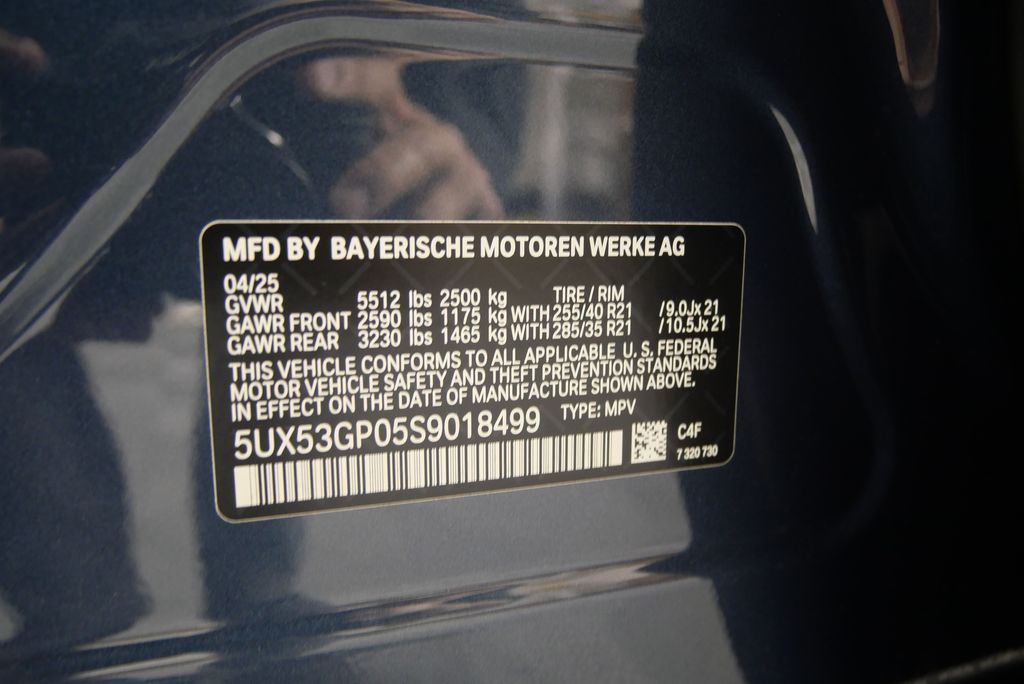 MFD BY BAYERISCHE MOTOREN WERKE AG
04/25
GVWR 5512 lbs 2500 kg TIRE / RIM
GAWR FRONT 2590 lbs 1175 kg WITH 255/40 R21 /9.0Jx 21
GAWR REAR 3230 lbs 1465 kg WITH 285/35 R21 /10.5Jx 21
THIS VEHICLE CONFORMS TO ALL APPLICABLE U. S. FEDERAL
MOTOR VEHICLE SAFETY AND THEFT PREVENTION STANDARDS
IN EFFECT ON THE DATE OF MANUFACTURE SHOWN ABOVE.
5UX53GP05S9018499 TYPE: MPV
C4F
7 320 730